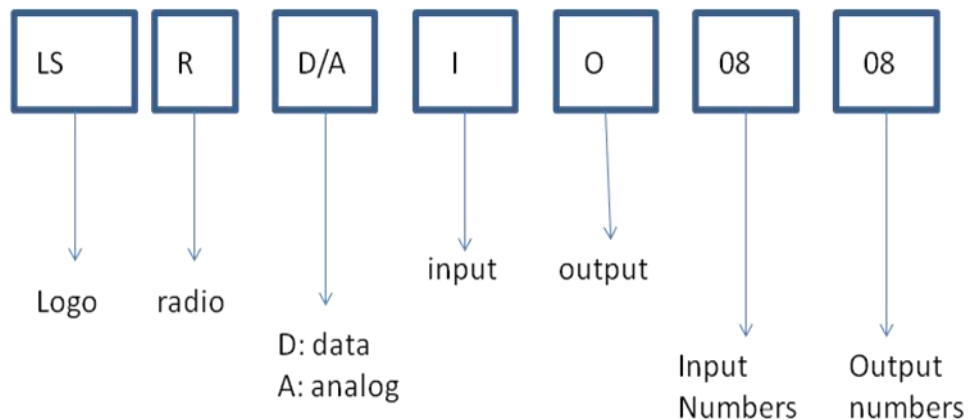 LS R D/A I O 08 08
input output
Logo radio
D: data
A: analog
Input
Numbers
Output
numbers